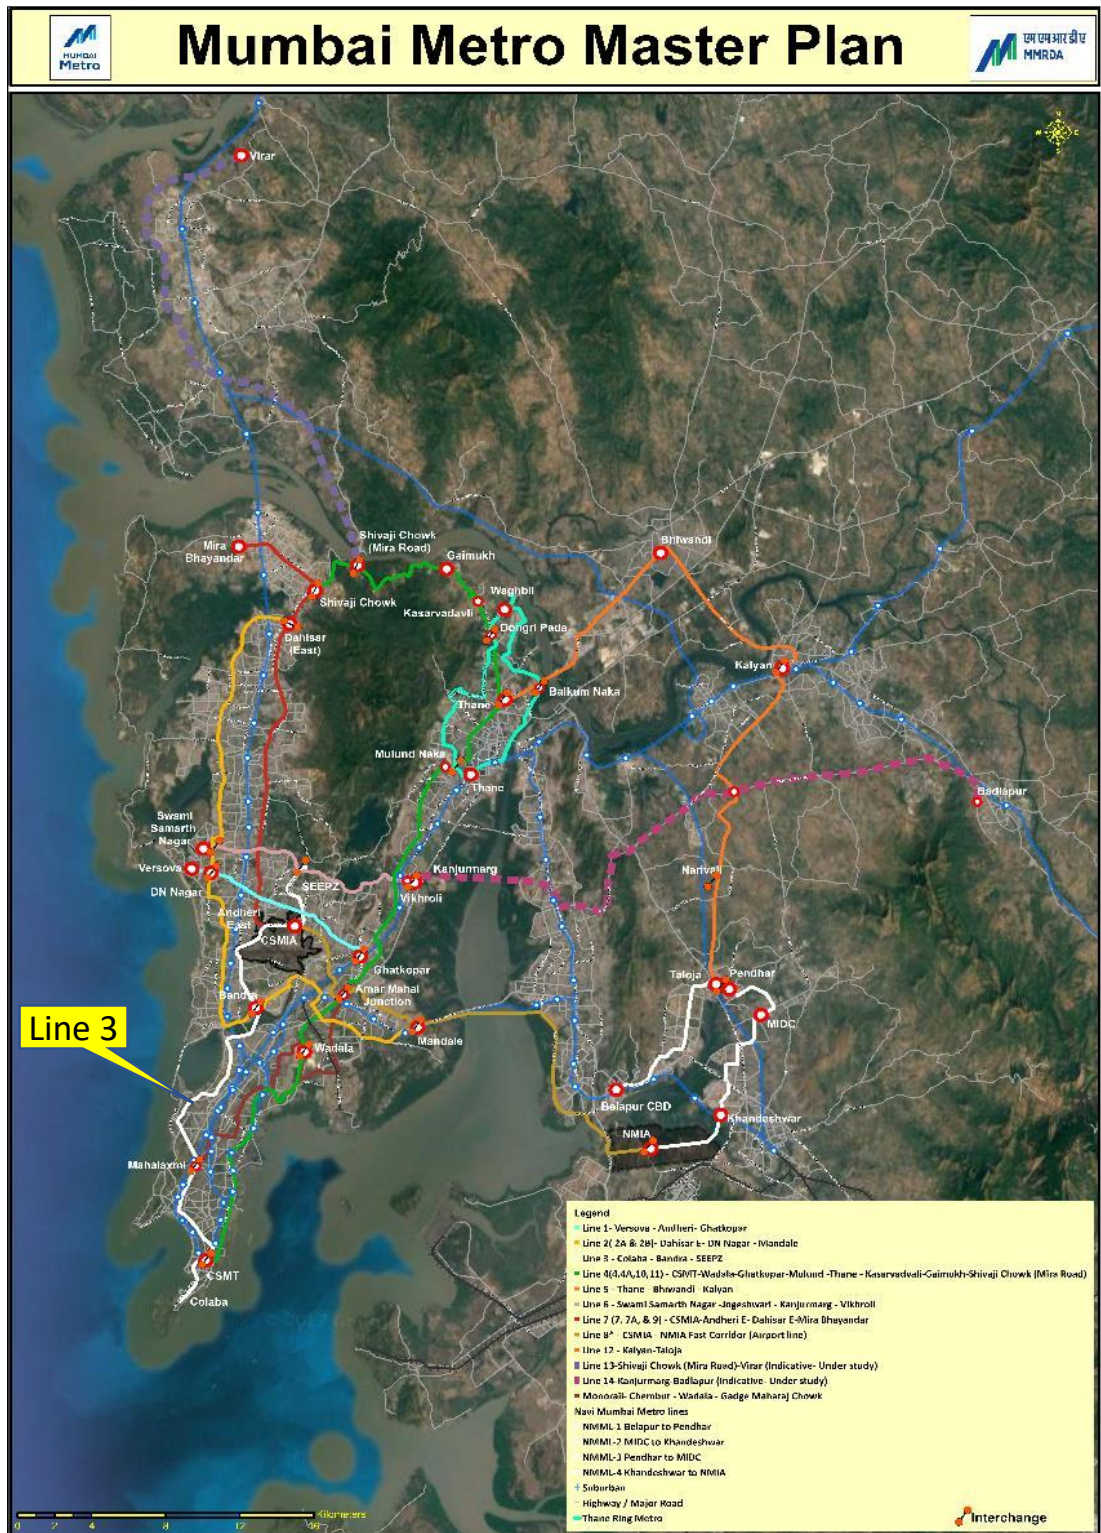 MUMBAI
Metro
Mumbai Metro Master Plan
एमएमआरडीए
MMRDA
N
Virar
Mira
Bhayandar
Shivaji Chowk
(Mira Road)
Gaimukh
Bhiwandi
Shivaji Chowk
Kasarvadavli
Waghbil
Dongri Pada
Dahisar
(East)
Kalyan
Balkum Naka
Thane
Mulund Naka
Thane
Badlapur
Swami
Samarth
Nagar
Versova
DN Nagar
SEEPZ
Kanjurmarg
Vikhroli
Narivali
Andheri
East
CSMIA
Ghatkopar
Taloja
Pendhar
Bandra
Amar Mahal
Junction
MIDC
Line 3
Mandale
Wadala
Belapur CBD
Khandeshwar
NMIA
Mahalaxmi
CSMT
Colaba
Legend
Line 1- Versova - Andheri- Ghatkopar
Line 2( 2A & 2B)- Dahisar E- DN Nagar - Mandale
Line 3 - Colaba - Bandra - SEEPZ
Line 4(4,4A,10,11) - CSMT-Wadala-Ghatkopar-Mulund -Thane - Kasarvadvali-Gaimukh-Shivaji Chowk (Mira Road)
Line 5 - Thane - Bhiwandi - Kalyan
Line 6 - Swami Samarth Nagar -Jogeshwari - Kanjurmarg - Vikhroli
Line 7 (7, 7A, & 9) - CSMIA-Andheri E- Dahisar E-Mira Bhayandar
Line 8* - CSMIA - NMIA Fast Corridor (Airport line)
Line 12 - Kalyan-Taloja
Line 13-Shivaji Chowk (Mira Road)-Virar (Indicative- Under study)
Line 14-Kanjurmarg-Badlapur (Indicative- Under study)
Monorail- Chembur - Wadala - Gadge Maharaj Chowk
Navi Mumbai Metro lines
NMML-1 Belapur to Pendhar
NMML-2 MIDC to Khandeshwar
NMML-3 Pendhar to MIDC
NMML-4 Khandeshwar to NMIA
Suburban
Highway / Major Road
Thane Ring Metro
Interchange
Kilometers
0 2 4 8 12 16